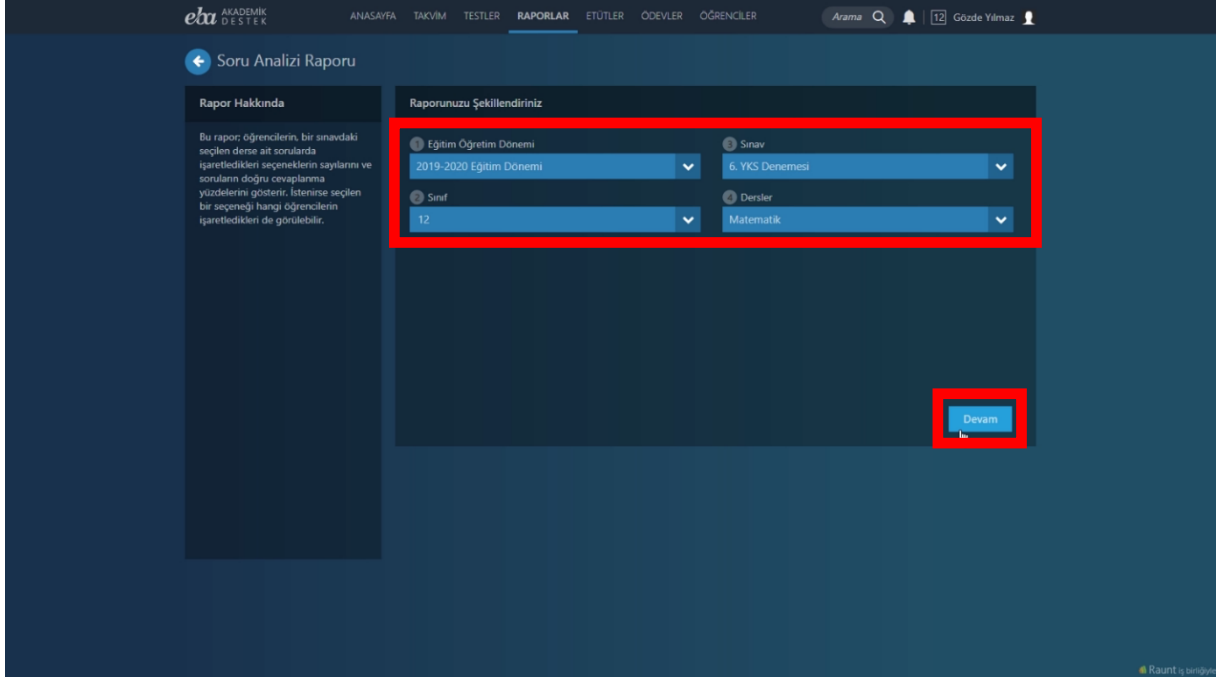 eba AKADEMİK DESTEK
ANASAYFA TAKVİM TESTLER RAPORLAR ETÜTLER ÖDEVLER ÖĞRENCİLER Arama 12 Gözde Yılmaz
Soru Analizi Raporu
Rapor Hakkında
Bu rapor; öğrencilerin, bir sınavdaki
seçilen derse ait sorularda
işaretledikleri seçeneklerin sayılarını ve
soruların doğru cevaplanma
yüzdelerini gösterir. İstenirse seçilen
bir seçeneği hangi öğrencilerin
işaretledikleri de görülebilir.
Raporunuzu Şekillendiriniz
1 Eğitim Öğretim Dönemi
2019-2020 Eğitim Dönemi
2 Sınıf
12
3 Sınav
6. YKS Denemesi
4 Dersler
Matematik
Devam
Raunt iş birliğiyle